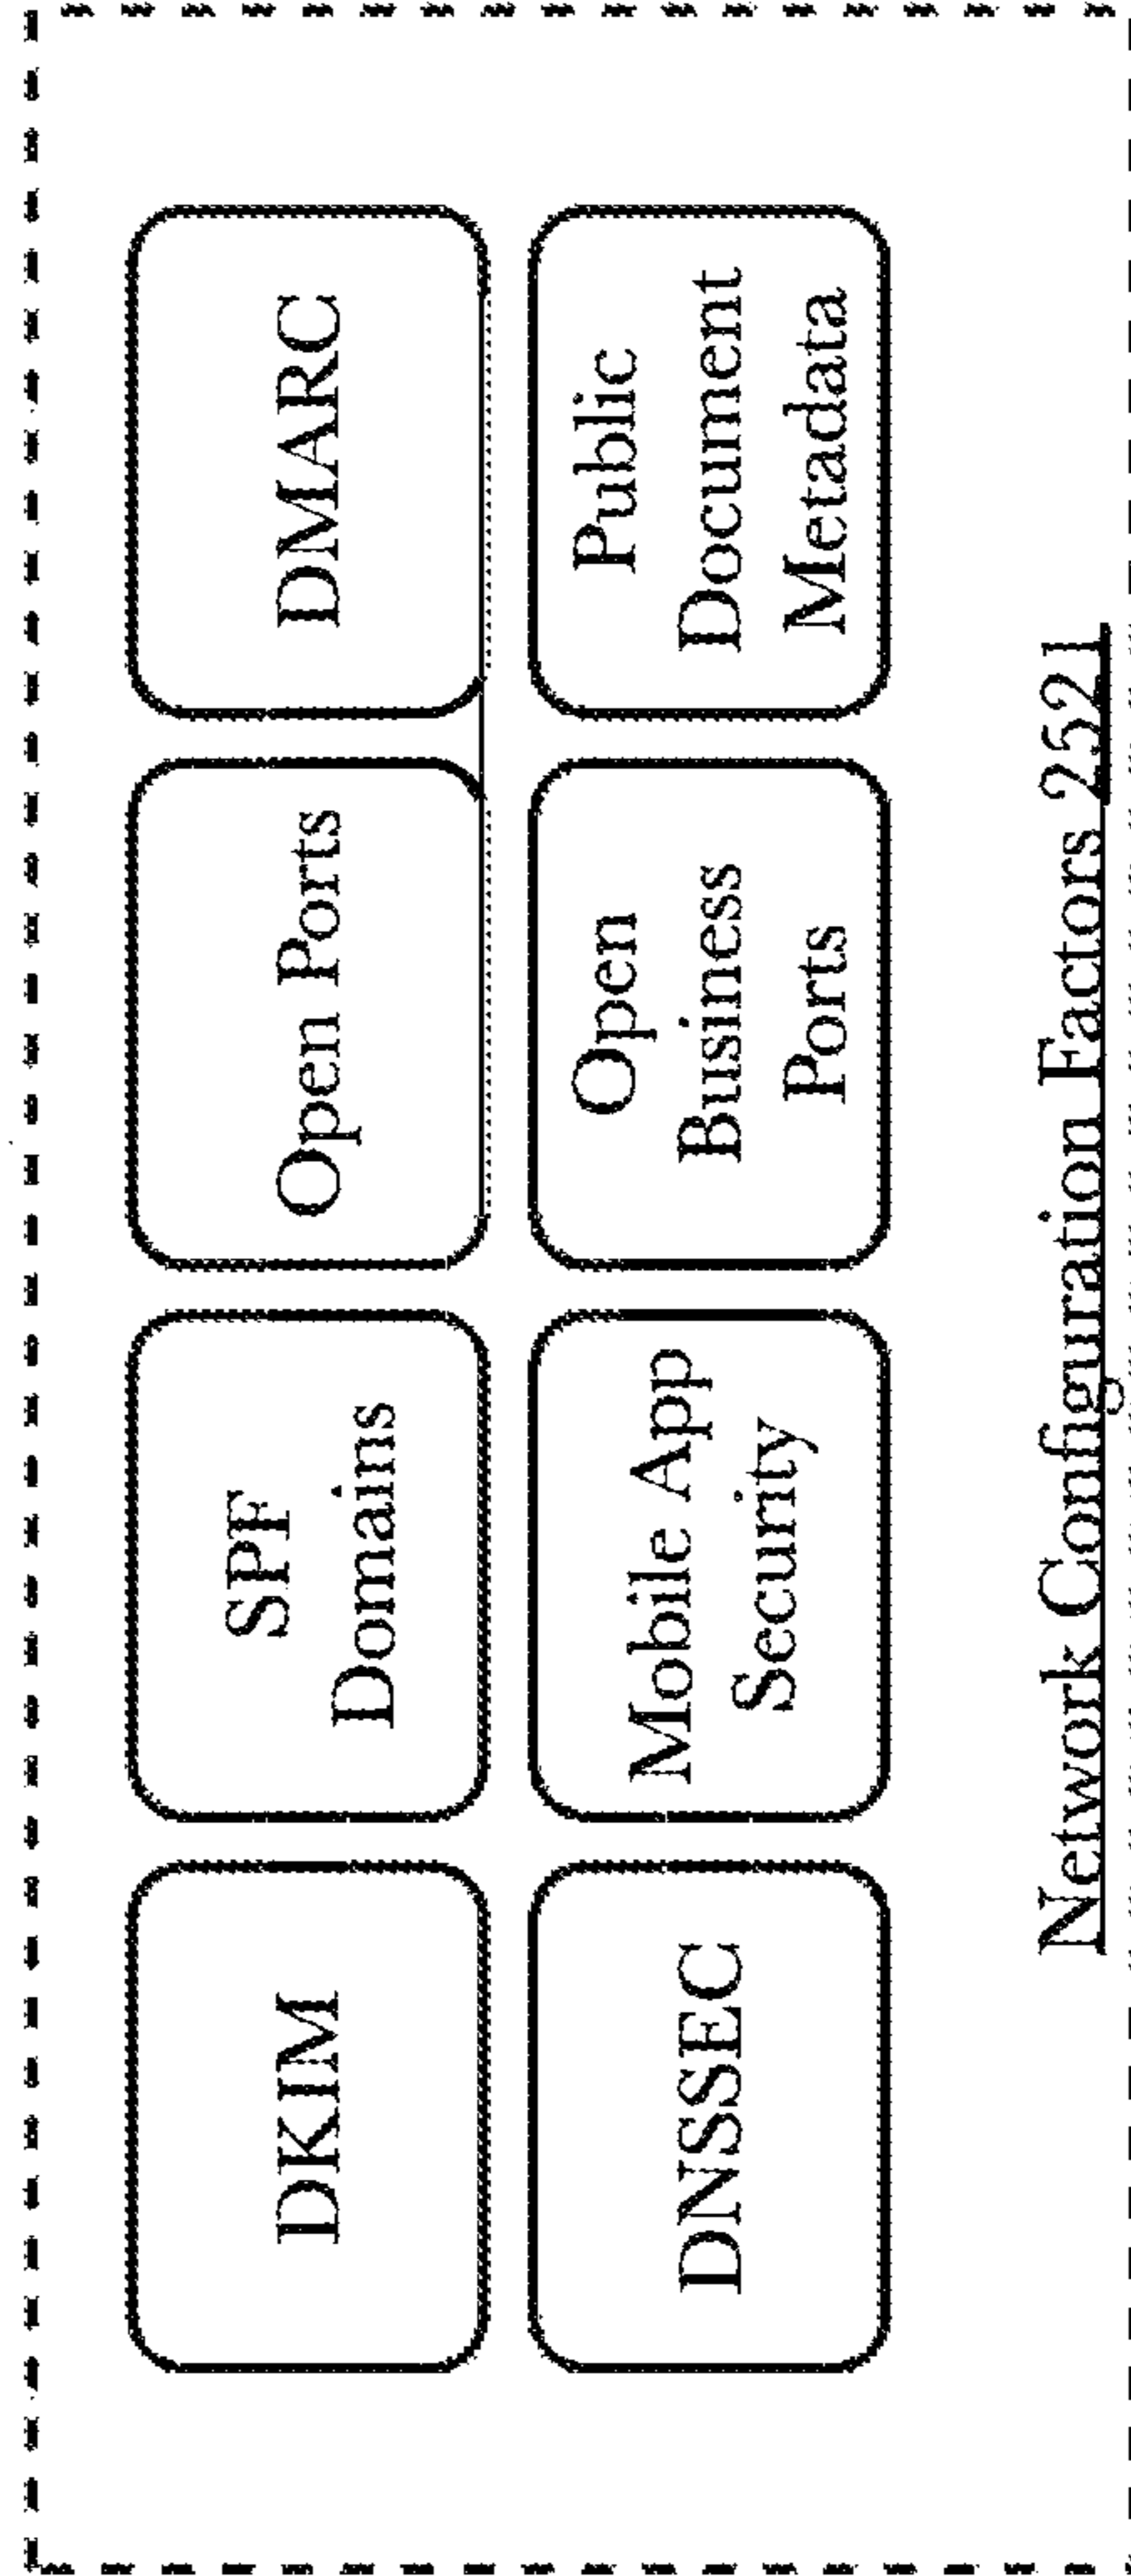 DKIM
SPF
Domains
Open Ports
DMARC
DNSSEC
Mobile App
Security
Open
Business
Ports
Public
Document
Metadata
Network Configuration Factors 2521